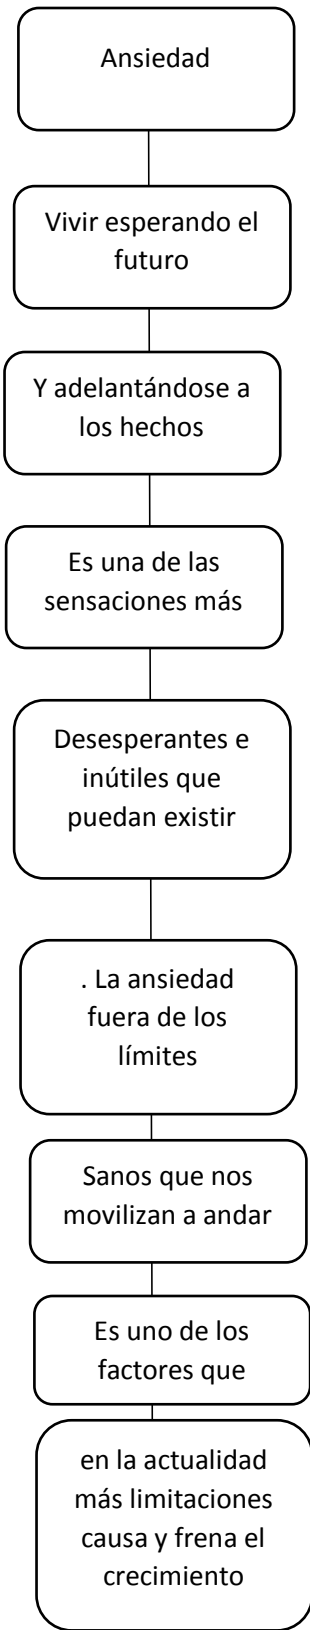 Ansiedad
Vivir esperando el
futuro
Y adelantándose a
los hechos
Es una de las
sensaciones más
Desesperantes e
inútiles que
puedan existir
. La ansiedad
fuera de los
límites
Sanos que nos
movilizan a andar
Es uno de los
factores que
en la actualidad
más limitaciones
causa y frena el
crecimiento